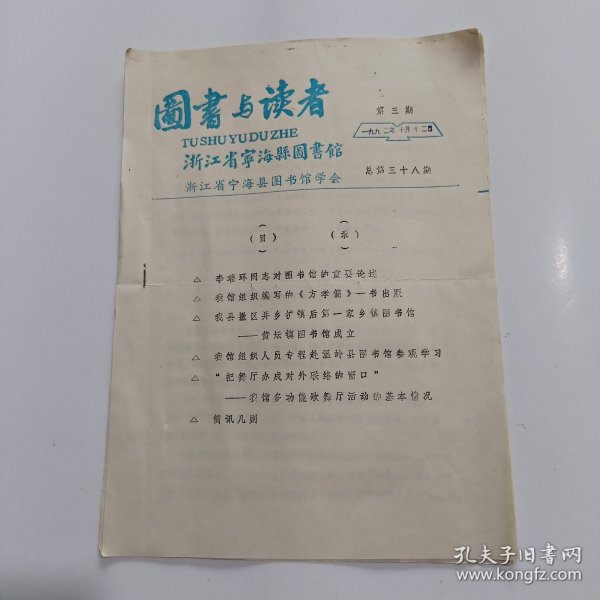 圖書与读者
TUSHUYUDUZHE
浙江省寧海縣圖書館
浙江省宁海县图书馆学会
第三期
一九九二年十月十二日
总第三十八期
(目) (录)
△ 李瑞环同志对图书馆的重要论述
△ 我馆组织编写的《方孝儒》一书出版
△ 我县撤区并乡扩镇后第一家乡镇图书馆
——黄坛镇图书馆成立
△ 我馆组织人员专程赴温岭县图书馆参观学习
△ “把舞厅办成对外联络的窗口”
——我馆多功能歌舞厅活动的基本情况
△ 简讯几则
孔夫子旧书网
www.kongfz.com